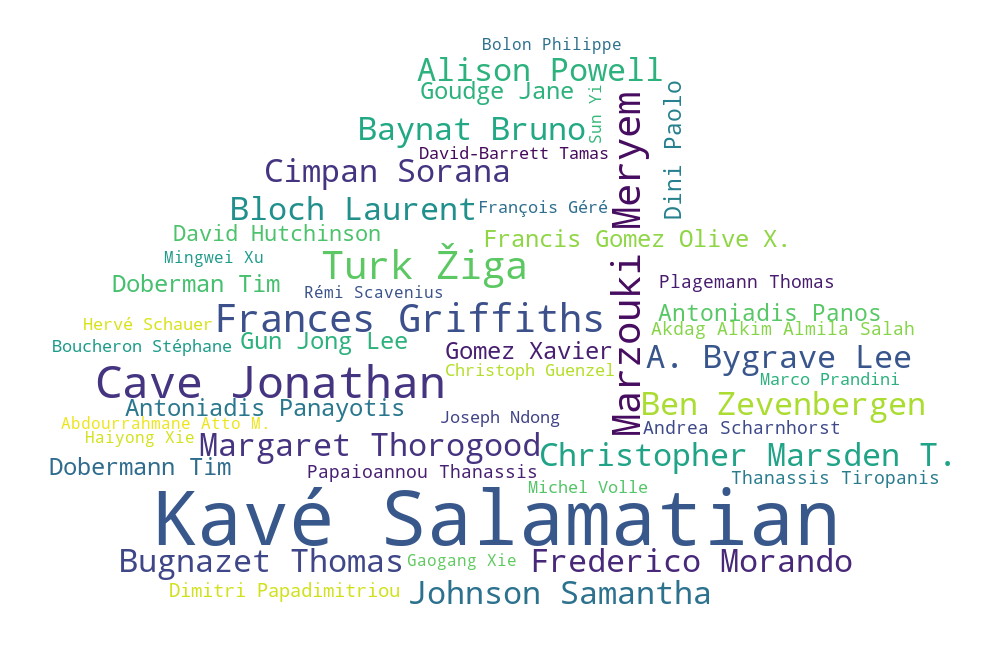 Bolon Philippe
Alison Powell
Goudge Jane
Sun Yi
Marzouki Meryem
Dini Paolo
Baynat Bruno
David-Barrett Tamas
Cimpan Sorana
Bloch Laurent
François Géré
David Hutchinson
Francis Gomez Olive X.
Mingwei Xu
Turk Žiga
Doberman Tim
Rémi Scavenius
Plagemann Thomas
Hervé Schauer
Frances Griffiths
Antoniadis Panos
Akdag Alkim Almila Salah
Boucheron Stéphane
Gun Jong Lee
Gomez Xavier
A. Bygrave Lee
Christoph Guenzel
Marco Prandini
Cave Jonathan
Antoniadis Panayotis
Ben Zevenbergen
Joseph Ndong
Abdourrahmane Atto M.
Andrea Scharnhorst
Haiyong Xie
Margaret Thorogood
Christopher Marsden T.
Dobermann Tim
Papaioannou Thanassis
Thanassis Tiropanis
Michel Volle
Kavé Salamatian
Bugnazet Thomas
Gaogang Xie
Frederico Morando
Dimitri Papadimitriou
Johnson Samantha